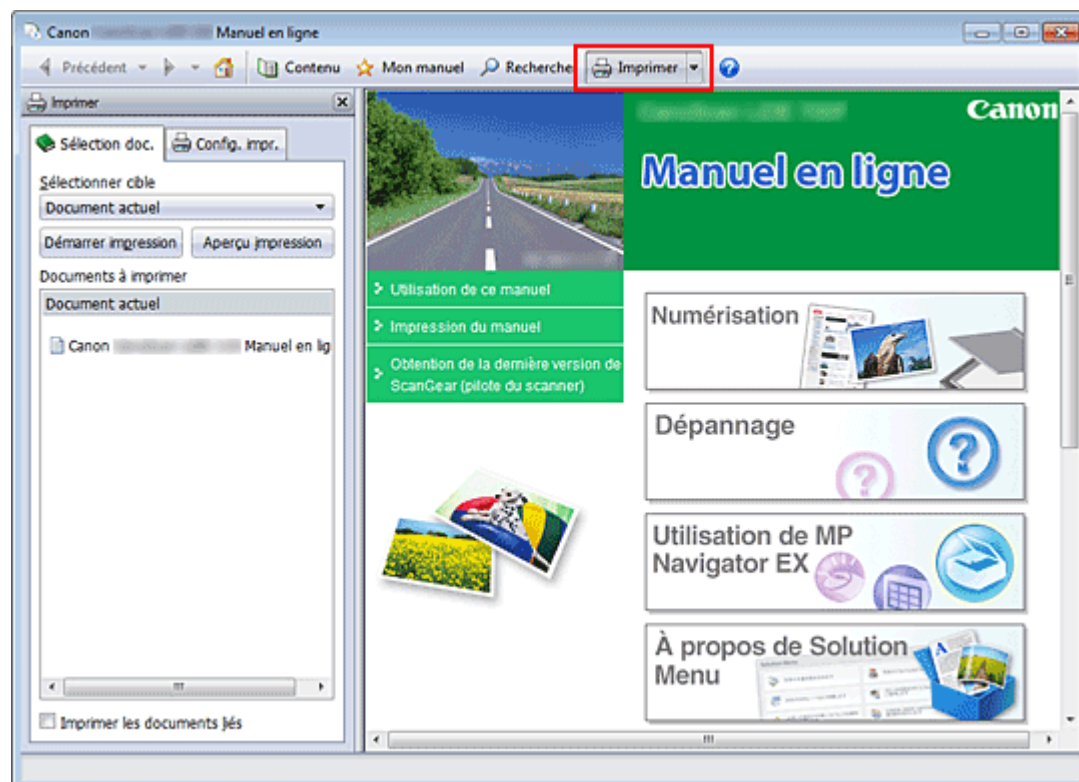 Canon Manuel en ligne
Précédent Contenu Mon manuel Recherche Imprimer
Imprimer
Sélection doc. Config. impr.
Sélectionner cible
Document actuel
Démarrer impression Aperçu impression
Documents à imprimer
Document actuel
Canon Manuel en lig
Imprimer les documents liés
Canon
Manuel en ligne
Utilisation de ce manuel
Impression du manuel
Obtention de la dernière version de
ScanGear (pilote du scanner)
Numérisation
Dépannage
Utilisation de MP
Navigator EX
À propos de Solution
Menu